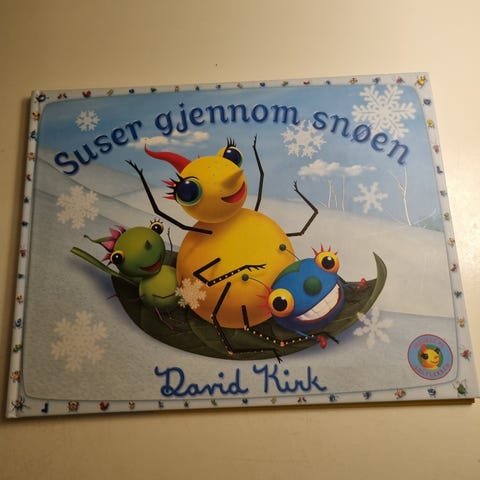 Suser gjennom snøen
David Kirk